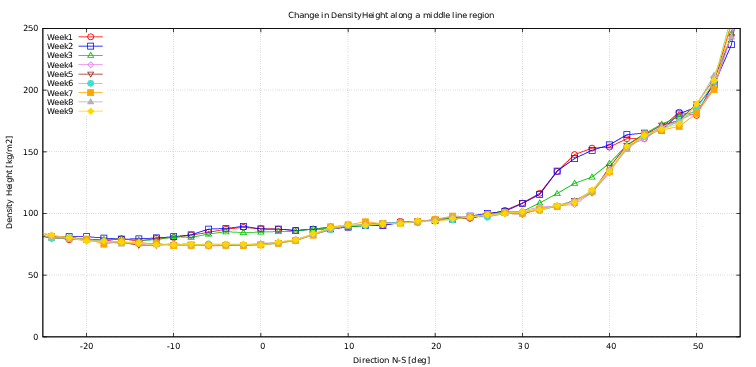 Change in DensityHeight along a middle line region
250
200
150
100
50
0
-20
-10
0
10
20
30
40
50
Density Height [kg/m2]
Direction N-S [deg]
Week1
Week2
Week3
Week4
Week5
Week6
Week7
Week8
Week9